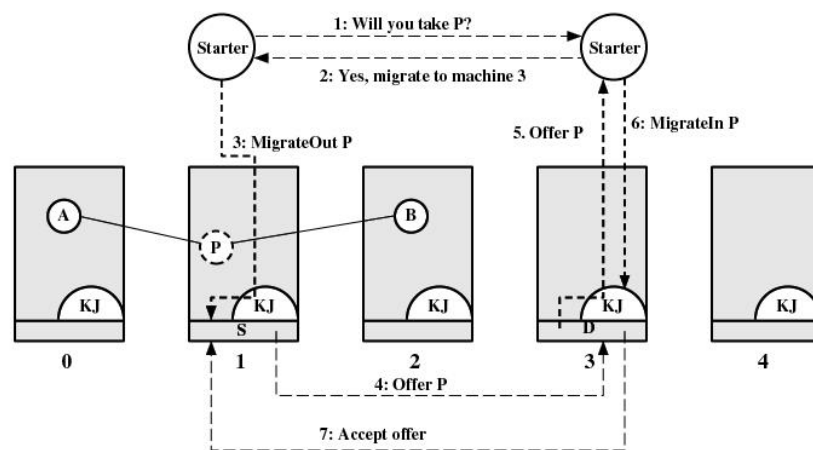 1: Will you take P?
Starter
Starter
2: Yes, migrate to machine 3
3: MigrateOut P
5. Offer P
6: MigrateIn P
A
P
B
KJ
KJ
KJ
KJ
KJ
S
D
0
1
2
3
4
4: Offer P
7: Accept offer